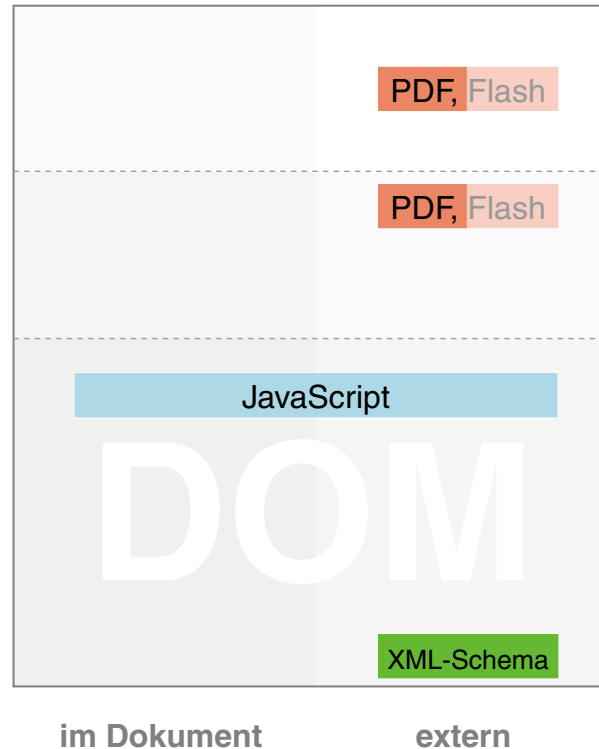 PDF, Flash
PDF, Flash
JavaScript
DOM
XML-Schema
im Dokument extern